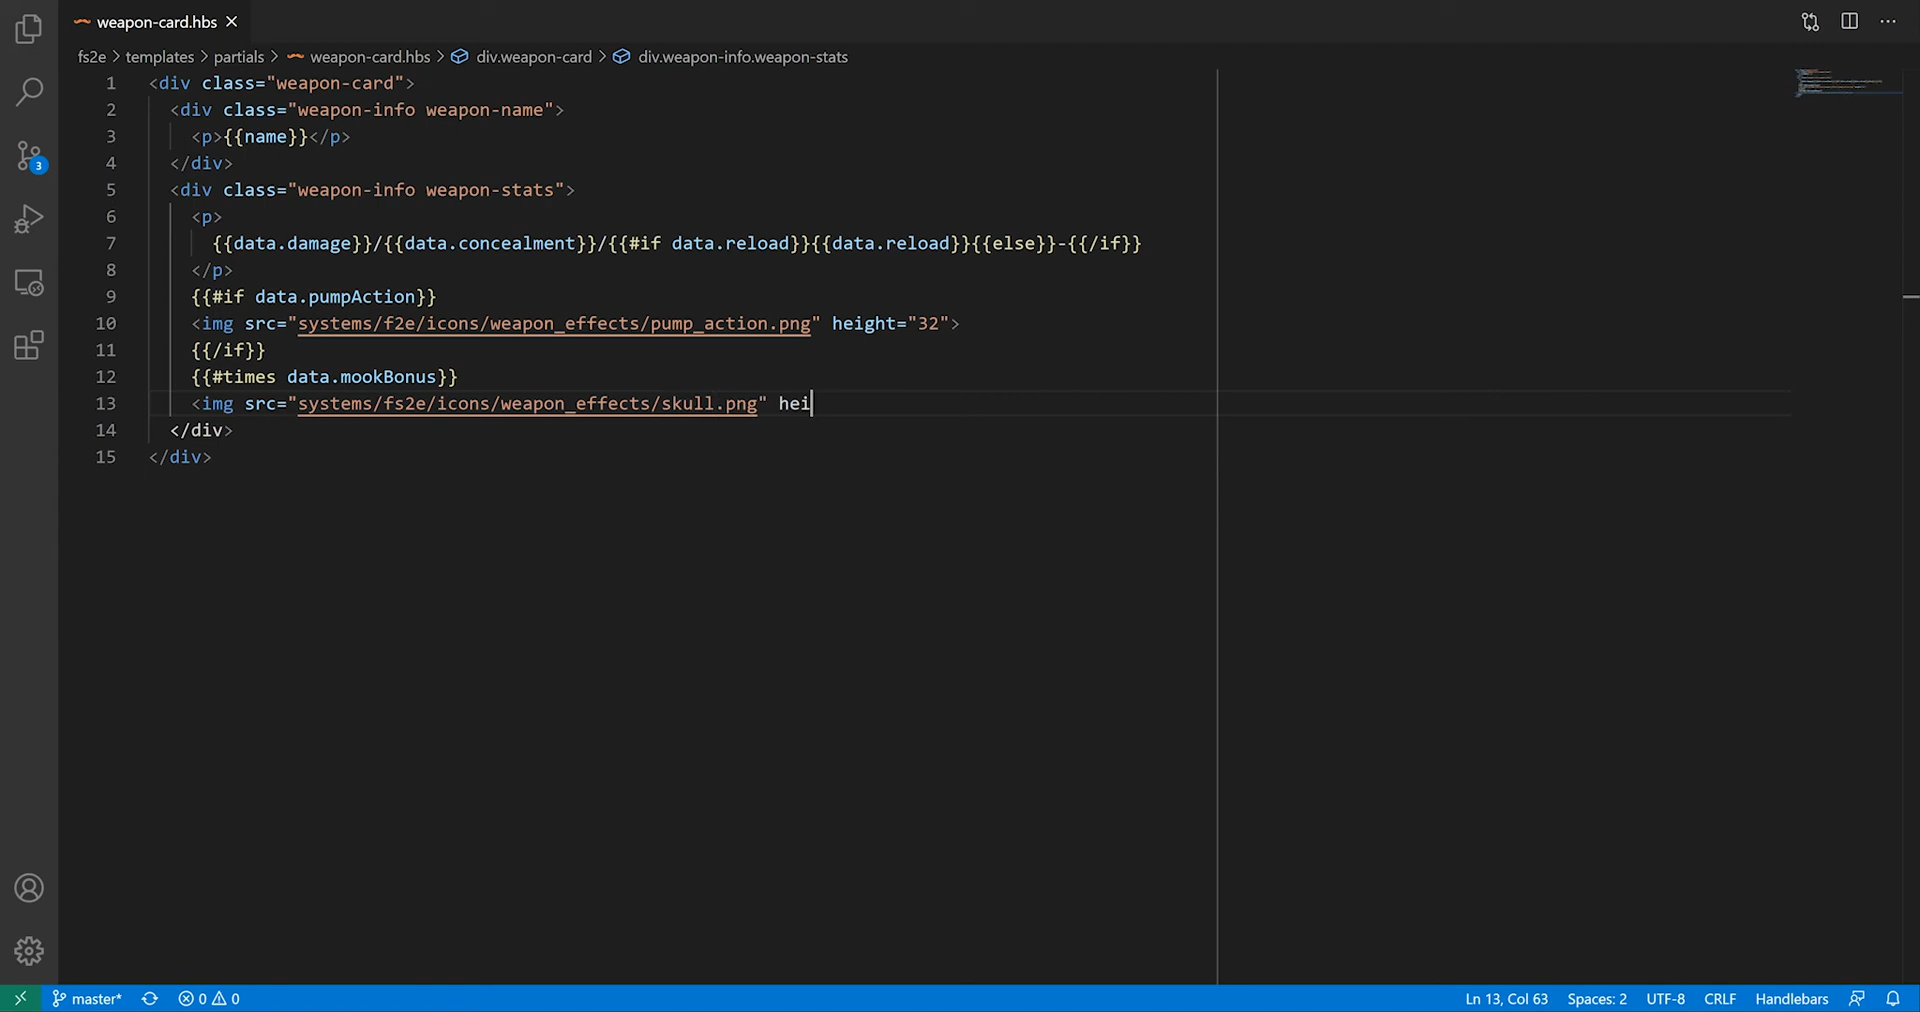 weapon-card.hbs
fs2e > templates > partials > weapon-card.hbs > div.weapon-card > div.weapon-info.weapon-stats
1 <div class="weapon-card">
2 <div class="weapon-info weapon-name">
3 <p>{{name}}</p>
4 </div>
5 <div class="weapon-info weapon-stats">
6 <p>
7 {{data.damage}}/{{data.concealment}}/{{#if data.reload}}{{data.reload}}{{else}}-{{/if}}
8 </p>
9 {{#if data.pumpAction}}
10 <img src="systems/f2e/icons/weapon_effects/pump_action.png" height="32">
11 {{/if}}
12 {{#times data.mookBonus}}
13 <img src="systems/fs2e/icons/weapon_effects/skull.png" hei
14 </div>
15 </div>
3
master* 0 0 Ln 13, Col 63 Spaces: 2 UTF-8 CRLF Handlebars